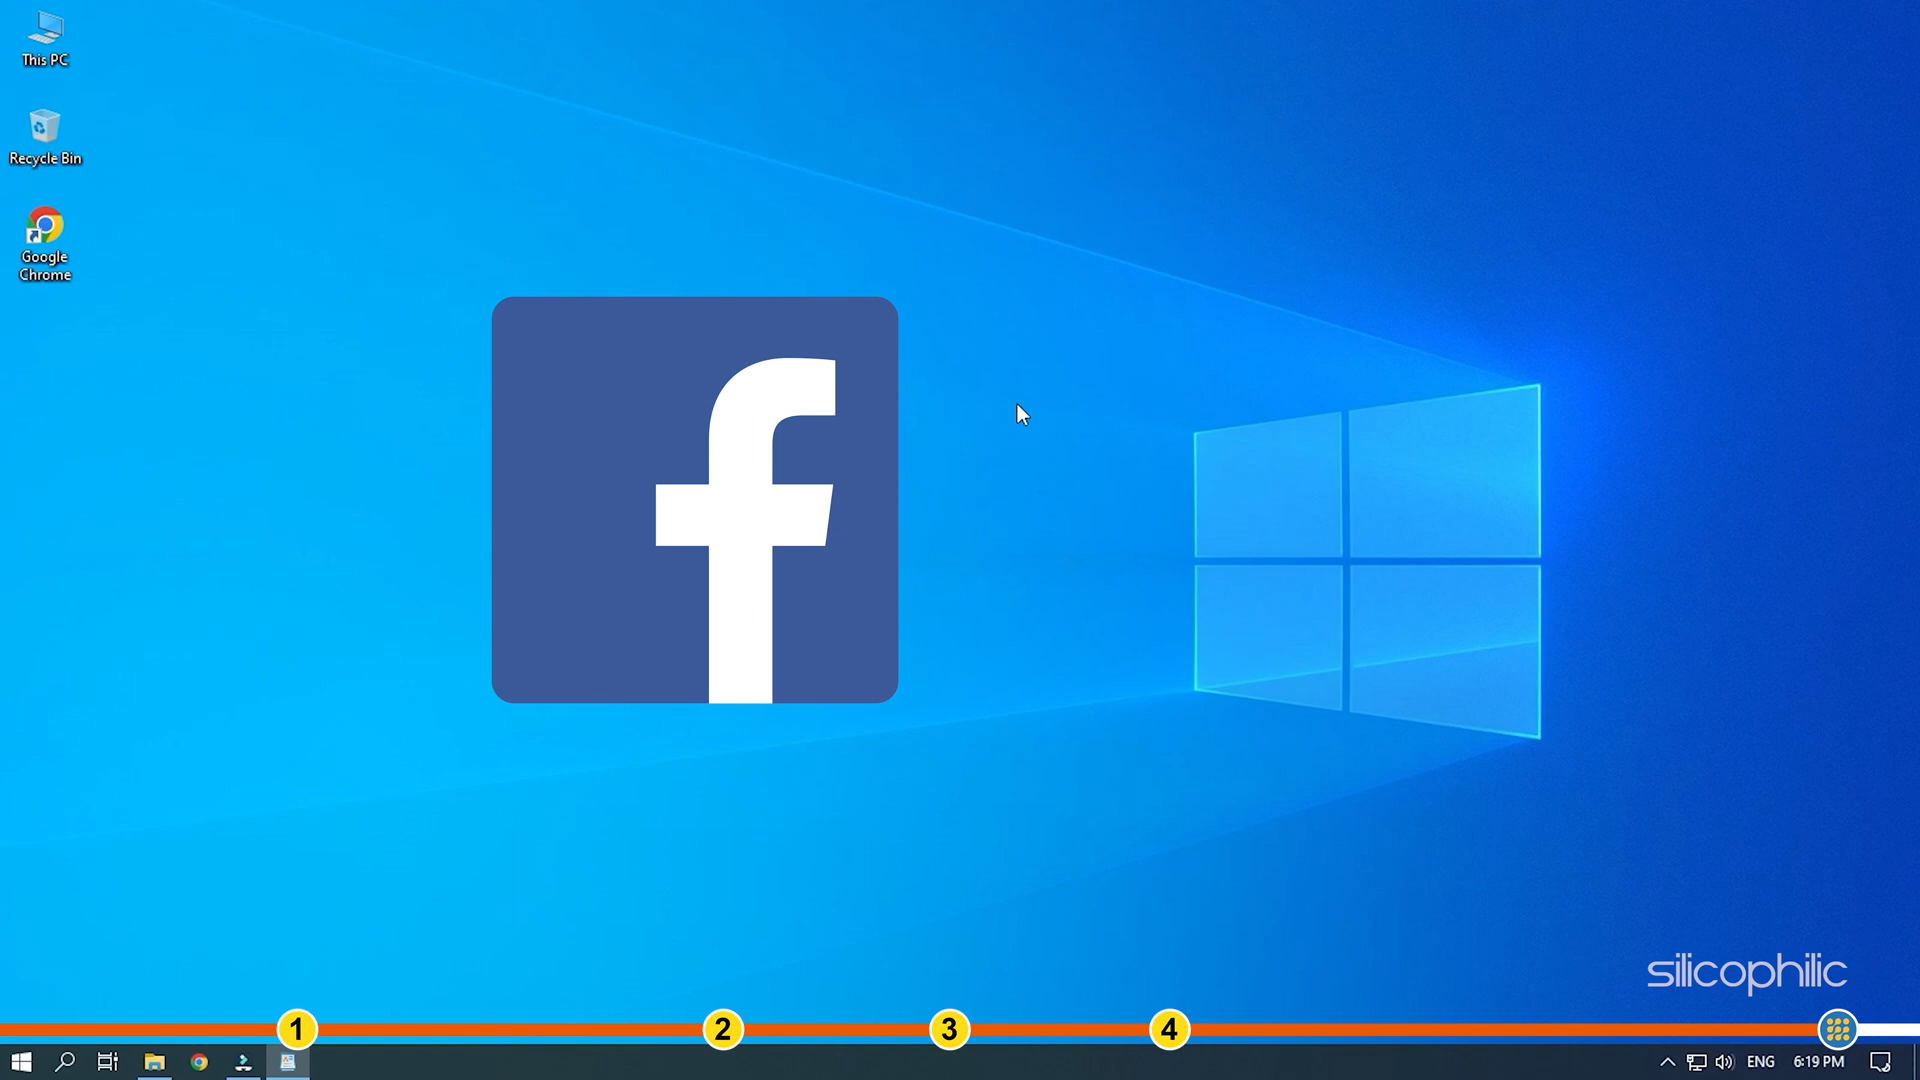 This PC
Recycle Bin
Google
Chrome
f
silicophilic
1
2
3
4
ENG
6:19 PM